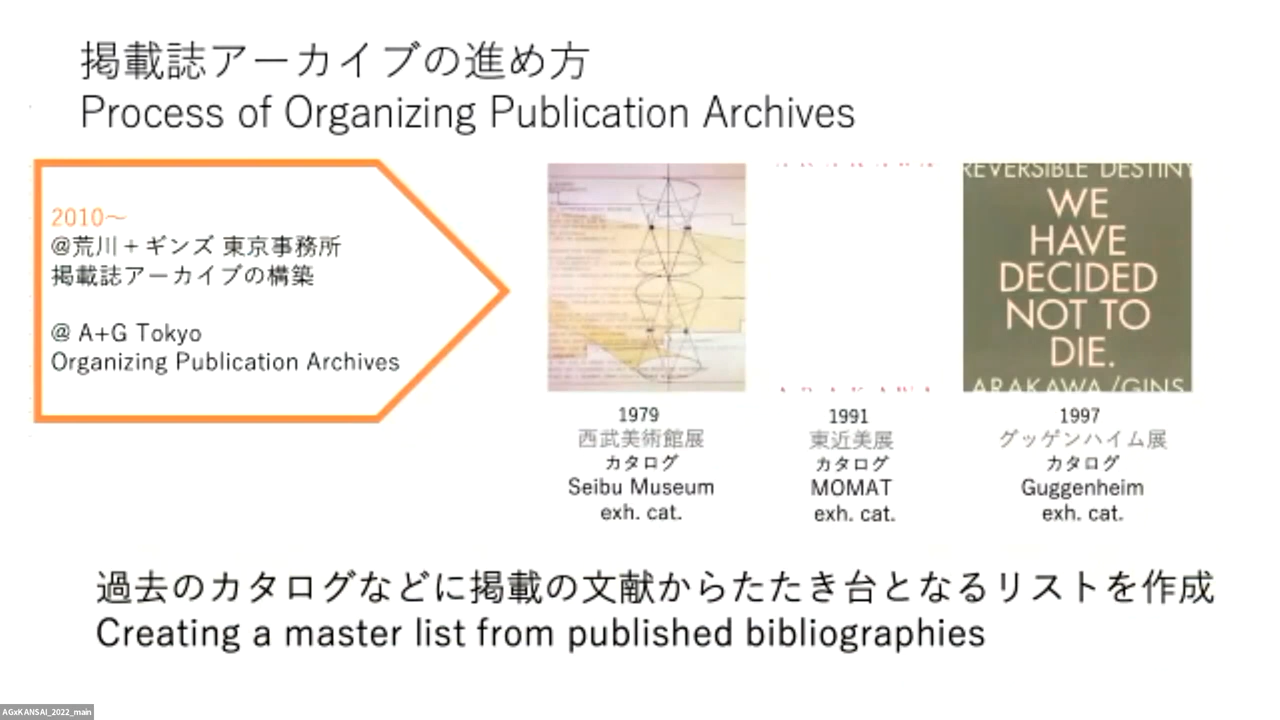 掲載誌アーカイブの進め方
Process of Organizing Publication Archives
2010～
@荒川＋ギンズ 東京事務所
掲載誌アーカイブの構築
@ A+G Tokyo
Organizing Publication Archives
REVERSIBLE DESTINY
WE
HAVE
DECIDED
NOT TO
DIE.
ARAKAWA/GINS
1979
西武美術館展
カタログ
Seibu Museum
exh. cat.
1991
東近美展
カタログ
MOMAT
exh. cat.
1997
グッゲンハイム展
カタログ
Guggenheim
exh. cat.
過去のカタログなどに掲載の文献からたたき台となるリストを作成
Creating a master list from published bibliographies
AGxKANSAI_2022_main